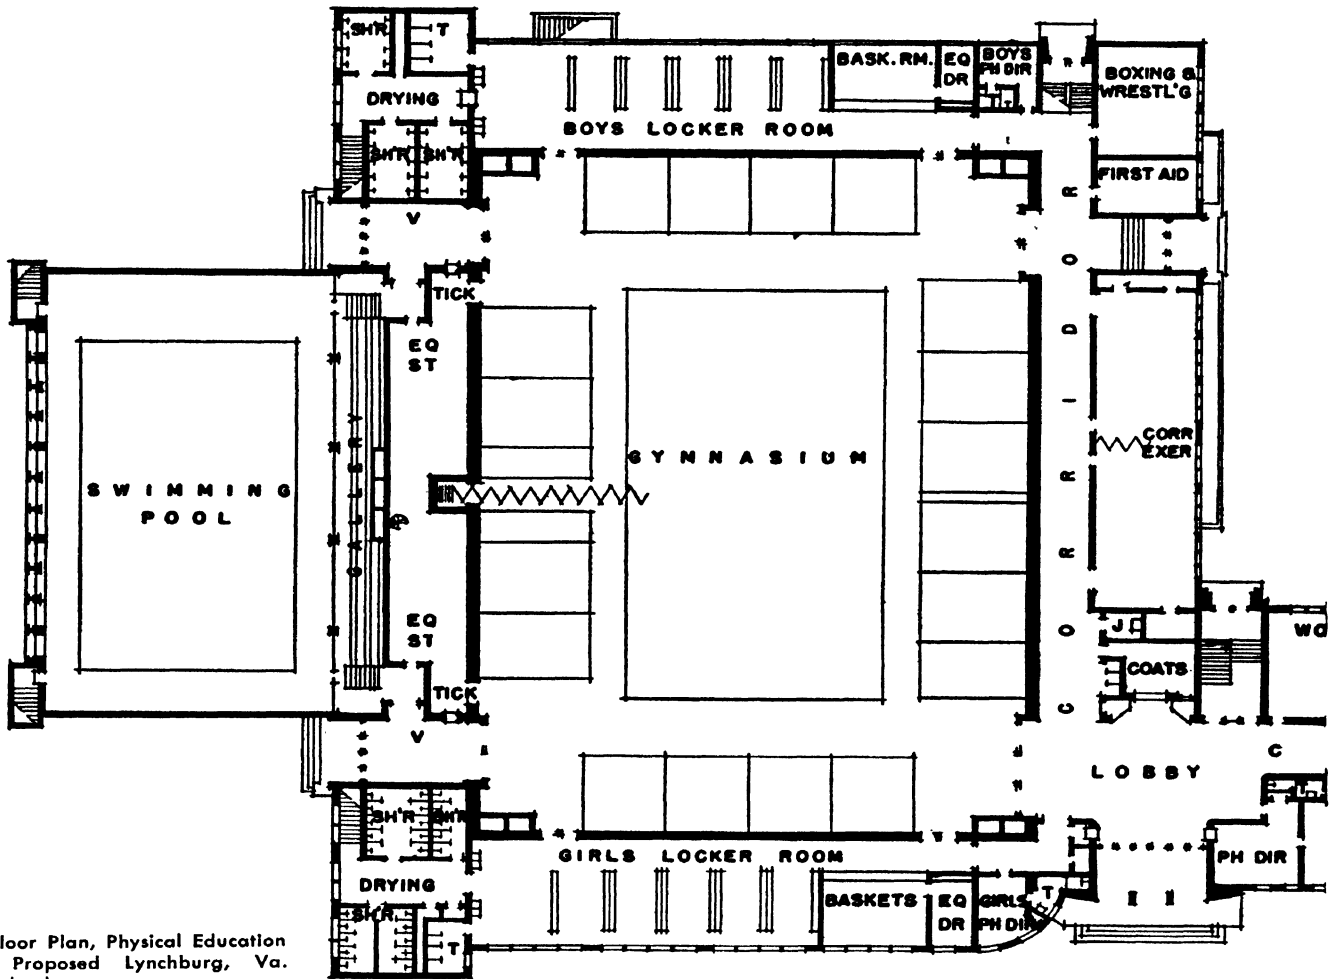 SH'R T
DRYING
SH'R SH'R
V
BASK. RM.
EQ
DR
BOYS
PH DIR
T T
BOXING &
WRESTL'G
BOYS LOCKER ROOM
FIRST AID
TICK
EQ
ST
SWIMMING
POOL
GALLERY
GYMNASIUM
CORRIDOR
CORR
EXER
EQ
ST
TICK
V
J
COATS
WO
C
LOBBY
T
PH DIR
SH'R SH'R
DRYING
SH'R
T
GIRLS LOCKER ROOM
BASKETS
EQ
DR
GIRLS
PH DIR
T T
loor Plan, Physical Education
Proposed Lynchburg, Va.